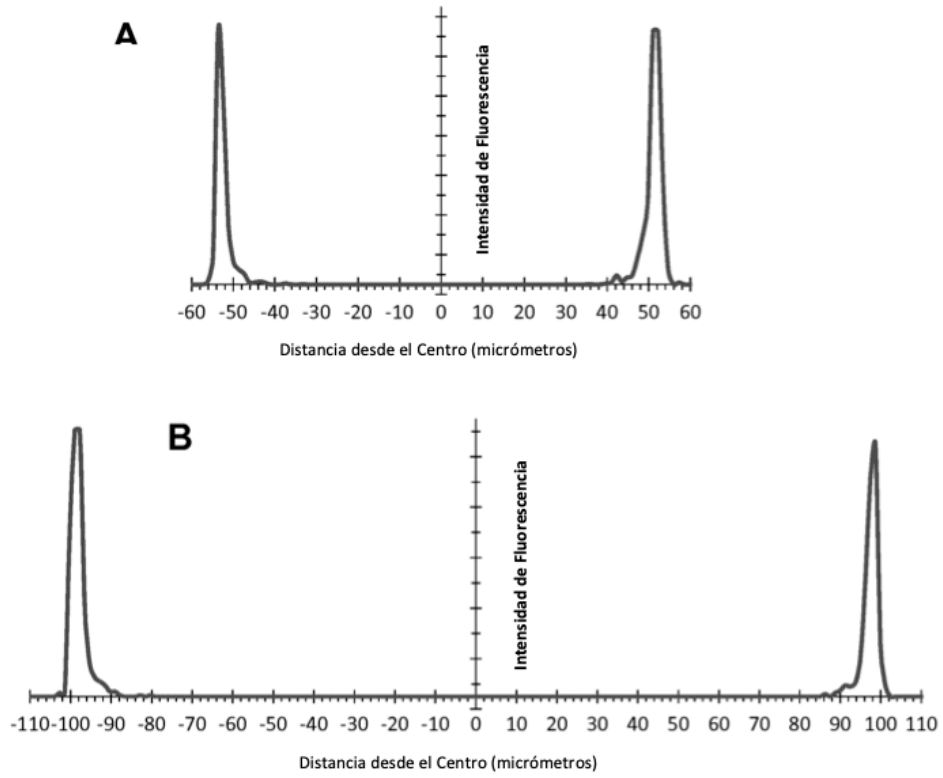 A
Intensidad de Fluorescencia
-60 -50 -40 -30 -20 -10 0 10 20 30 40 50 60
Distancia desde el Centro (micrómetros)
B
Intensidad de Fluorescencia
-110 -100 -90 -80 -70 -60 -50 -40 -30 -20 -10 0 10 20 30 40 50 60 70 80 90 100 110
Distancia desde el Centro (micrómetros)